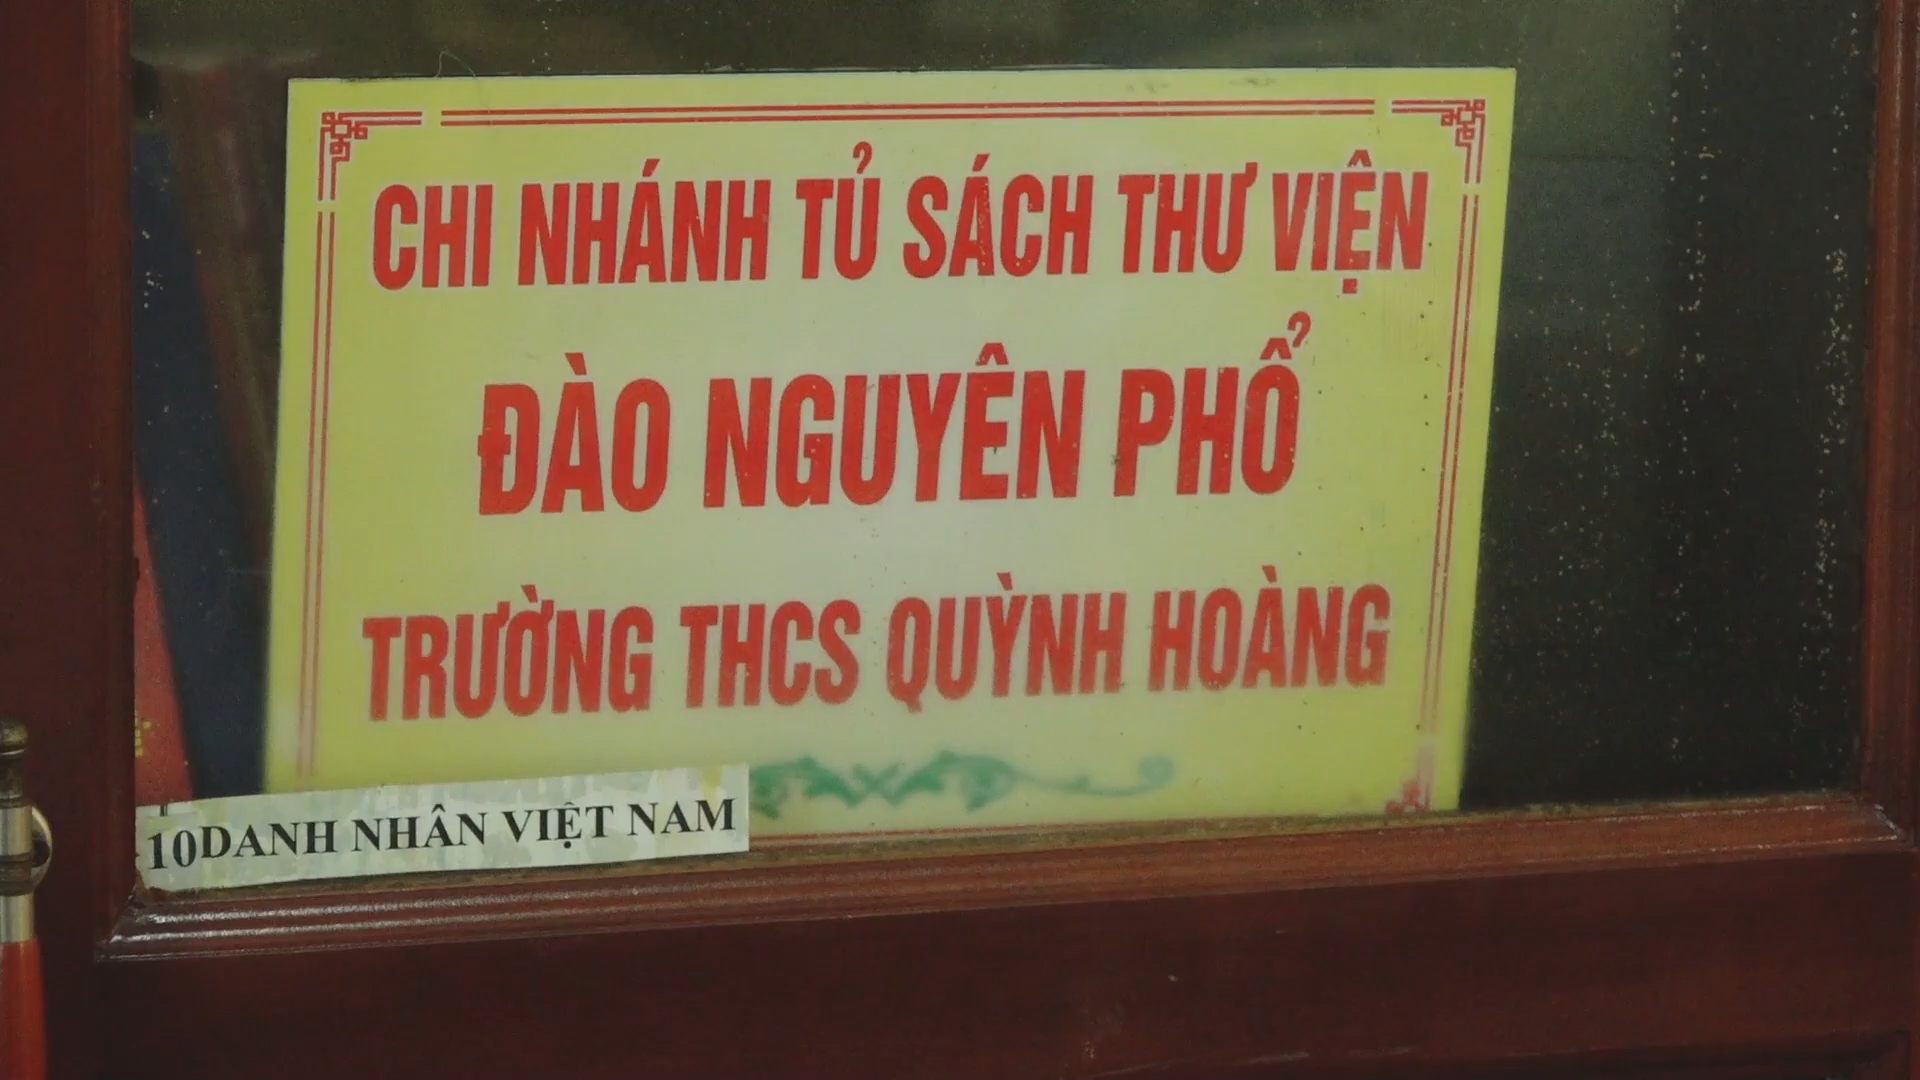 CHI NHÁNH TỦ SÁCH THƯ VIỆN
ĐÀO NGUYÊN PHỔ
TRƯỜNG THCS QUỲNH HOÀNG
10DANH NHÂN VIỆT NAM